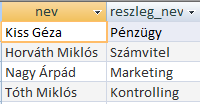 nev reszleg_nev
Kiss Géza Pénzügy
Horváth Miklós Számvitel
Nagy Árpád Marketing
Tóth Miklós Kontrolling